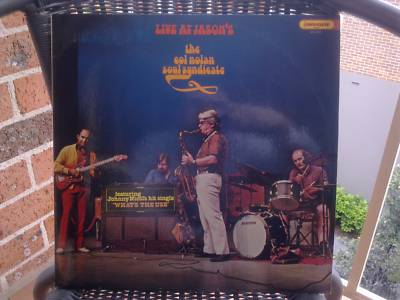 LIVE AT JASON'S
the
col nolan
soul syndicate
featuring
Johnny Nicol's hit single
"WHAT'S THE USE"